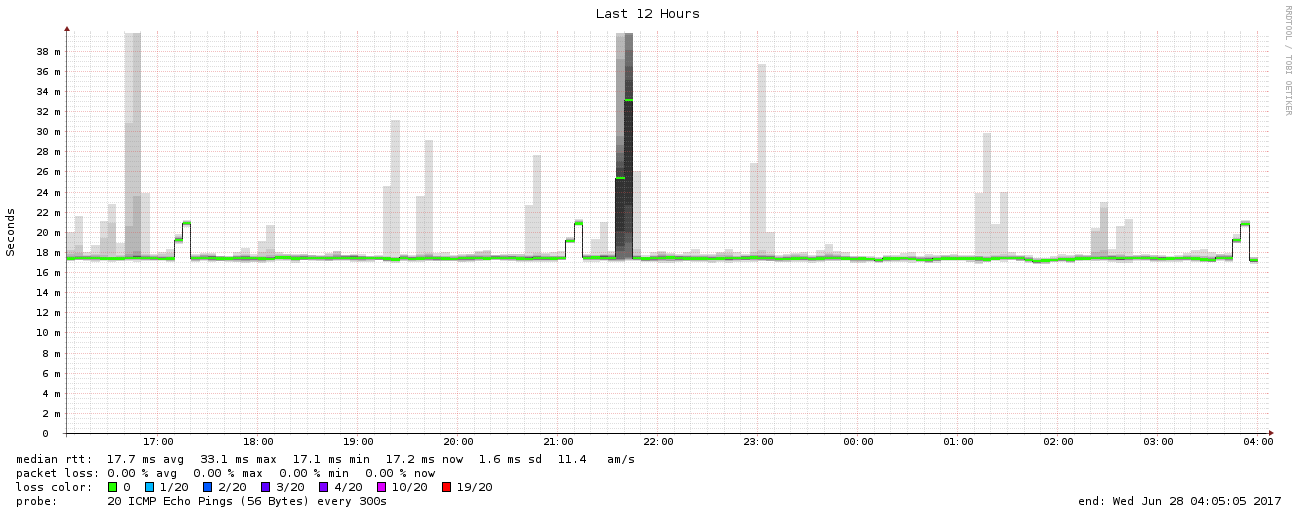 Last 12 Hours
RRDTOOL / TOBI OETIKER
Seconds
38 m
36 m
34 m
32 m
30 m
28 m
26 m
24 m
22 m
20 m
18 m
16 m
14 m
12 m
10 m
8 m
6 m
4 m
2 m
0
17:00 18:00 19:00 20:00 21:00 22:00 23:00 00:00 01:00 02:00 03:00 04:00
median rtt: 17.7 ms avg 33.1 ms max 17.1 ms min 17.2 ms now 1.6 ms sd 11.4 am/s
packet loss: 0.00 % avg 0.00 % max 0.00 % min 0.00 % now
loss color: 0 1/20 2/20 3/20 4/20 10/20 19/20
probe: 20 ICMP Echo Pings (56 Bytes) every 300s end: Wed Jun 28 04:05:05 2017